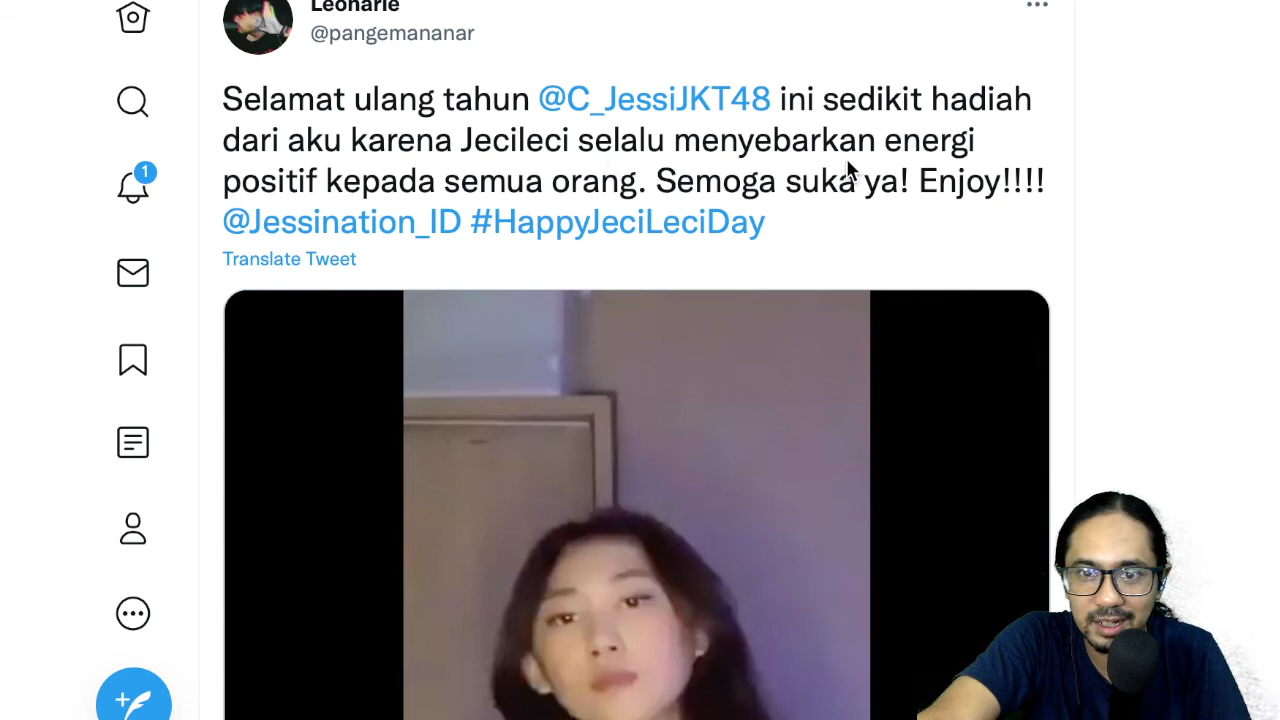 Leonarie
@pangemananar
Selamat ulang tahun @C_JessiJKT48 ini sedikit hadiah
dari aku karena Jecileci selalu menyebarkan energi
positif kepada semua orang. Semoga suka ya! Enjoy!!!!
@Jessination_ID #HappyJeciLeciDay
Translate Tweet
1